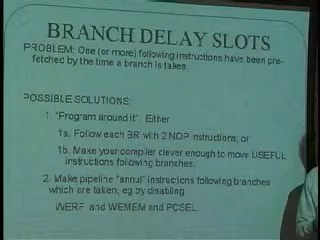 BRANCH DELAY SLOTS
PROBLEM: One (or more) following instructions have been pre-
fetched by the time a branch is taken.
POSSIBLE SOLUTIONS:
1. "Program around it". Either
1a. Follow each BR with 2 NOP instructions; or
1b. Make your compiler clever enough to move USEFUL
instructions following branches.
2. Make pipeline "annul" instructions following branches
which are taken, eg by disabling
WERF and WEMEM and PCSEL.